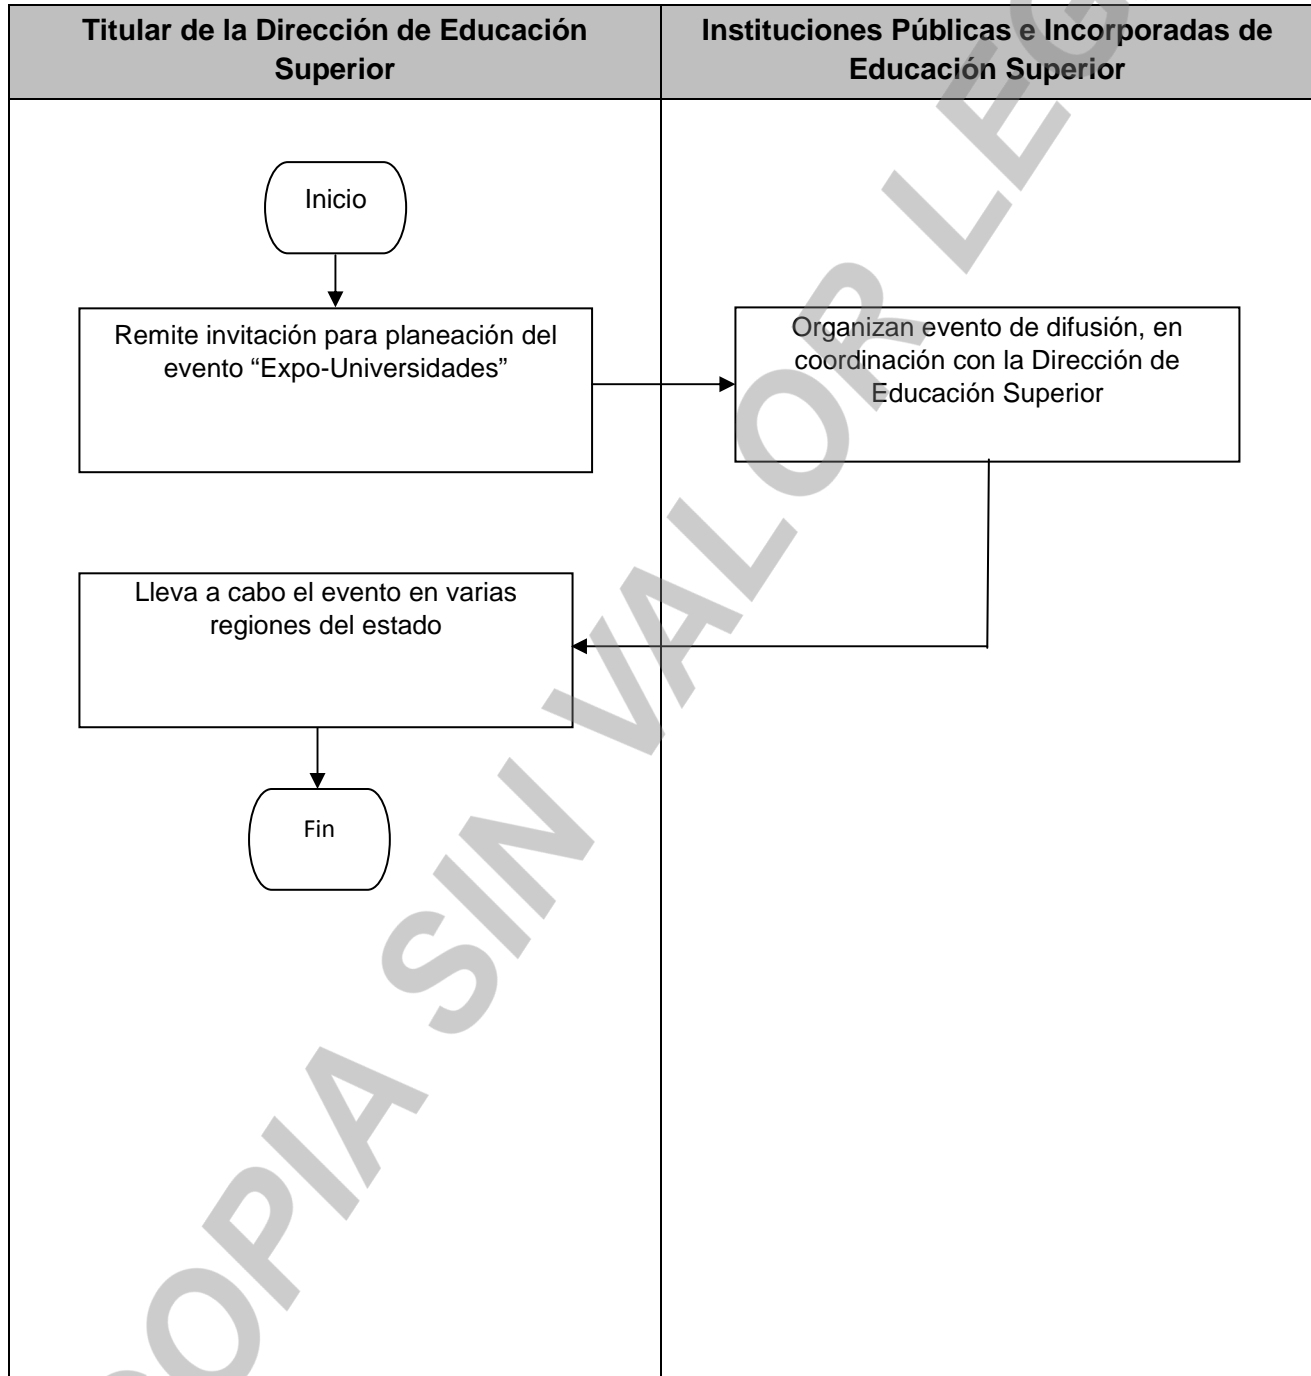 Titular de la Dirección de Educación
Superior
Instituciones Públicas e Incorporadas de
Educación Superior
Inicio
Remite invitación para planeación del
evento “Expo-Universidades”
Organizan evento de difusión, en
coordinación con la Dirección de
Educación Superior
Lleva a cabo el evento en varias
regiones del estado
Fin
OPIA SIN VALOR LEG